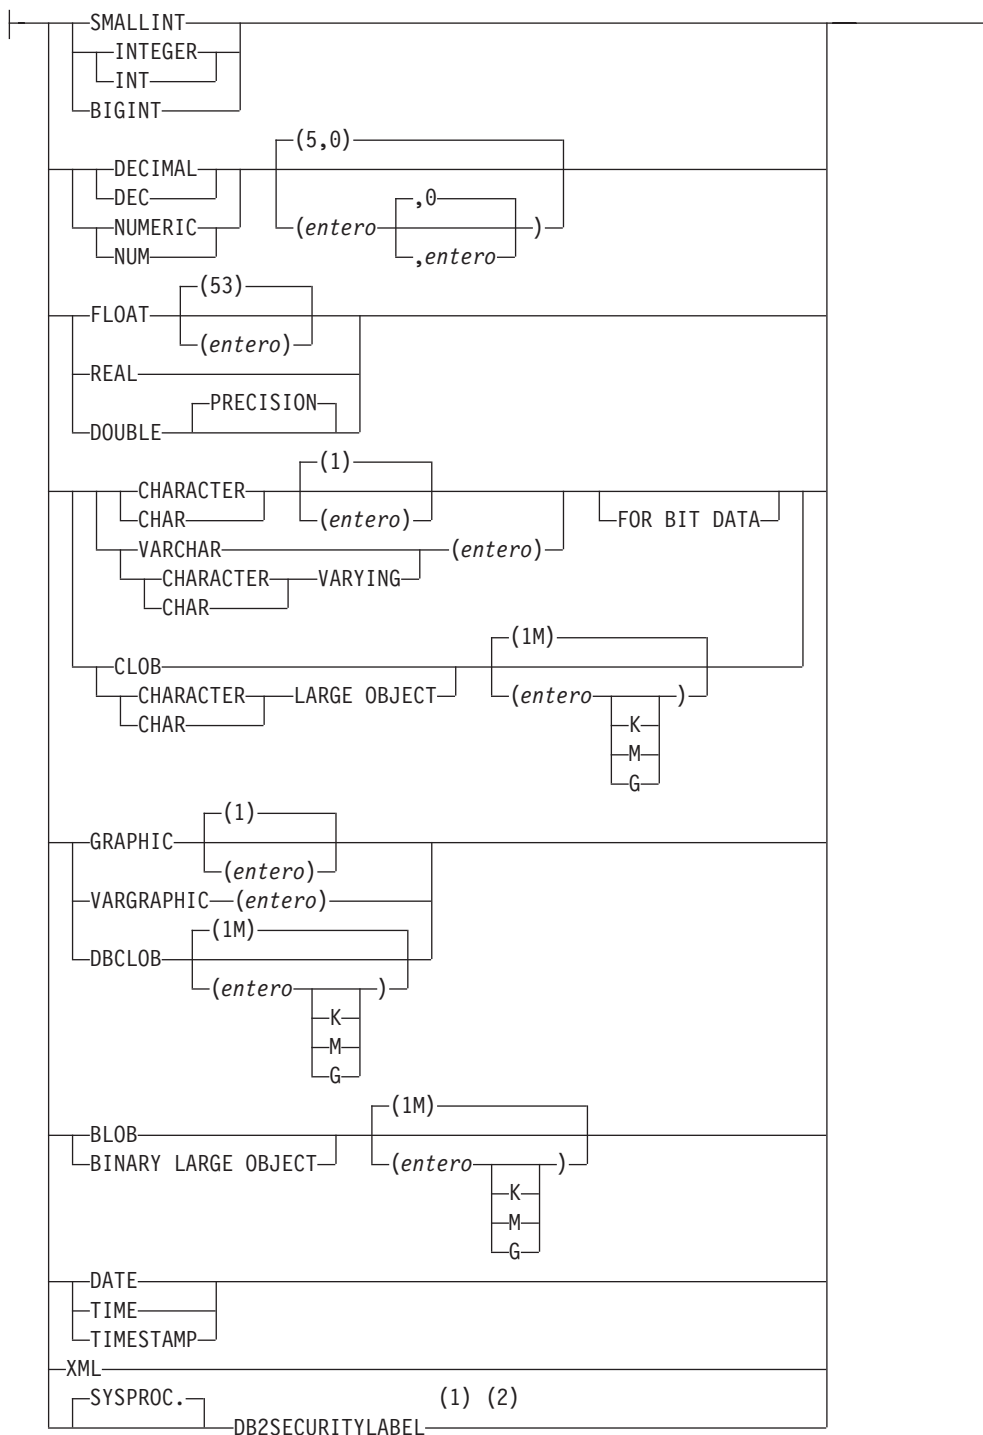 SMALLINT
INTEGER
INT
BIGINT
(5,0)
DECIMAL
DEC
,0
NUMERIC
(entero )
NUM
,entero
(53)
FLOAT
(entero)
REAL
PRECISION
DOUBLE
(1)
CHARACTER
CHAR
(entero)
FOR BIT DATA
VARCHAR
(entero)
CHARACTER VARYING
CHAR
(1M)
CLOB
CHARACTER LARGE OBJECT
(entero )
CHAR
K
M
G
(1)
GRAPHIC
(entero)
VARGRAPHIC (entero)
(1M)
DBCLOB
(entero )
K
M
G
(1M)
BLOB
BINARY LARGE OBJECT
(entero )
K
M
G
DATE
TIME
TIMESTAMP
XML
SYSPROC.
(1) (2)
DB2SECURITYLABEL